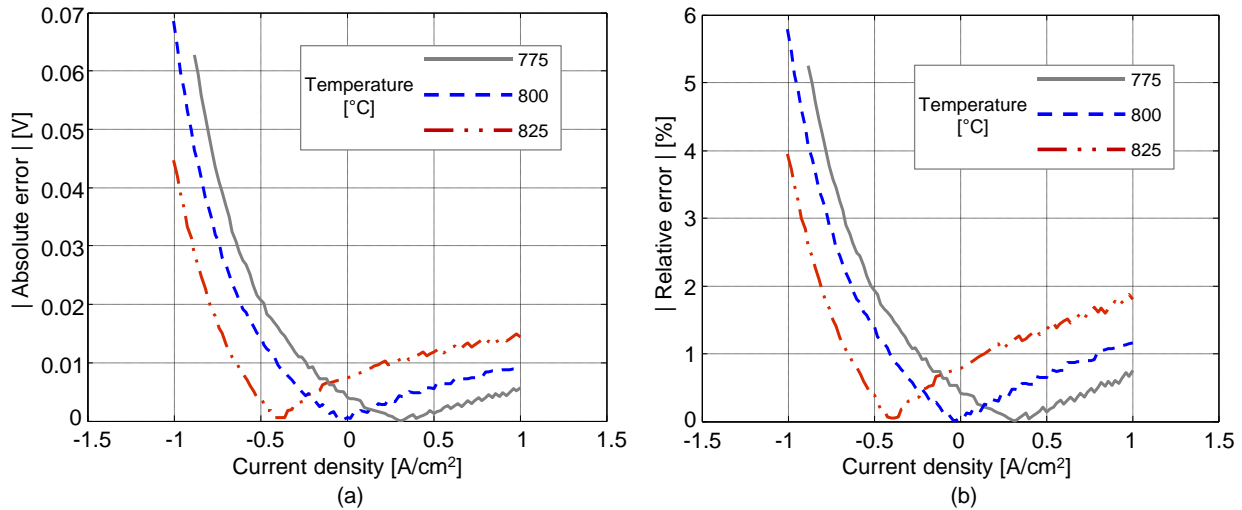 0.07
0.06
0.05
0.04
0.03
0.02
0.01
0
-1.5 -1 -0.5 0 0.5 1 1.5
| Absolute error | [V]
Current density [A/cm²]
Temperature
[°C]
775
800
825
(a)
6%
5
4
3
2
1
0
-1.5 -1 -0.5 0 0.5 1 1.5
| Relative error | [%]
Current density [A/cm²]
Temperature
[°C]
775
800
825
(b)